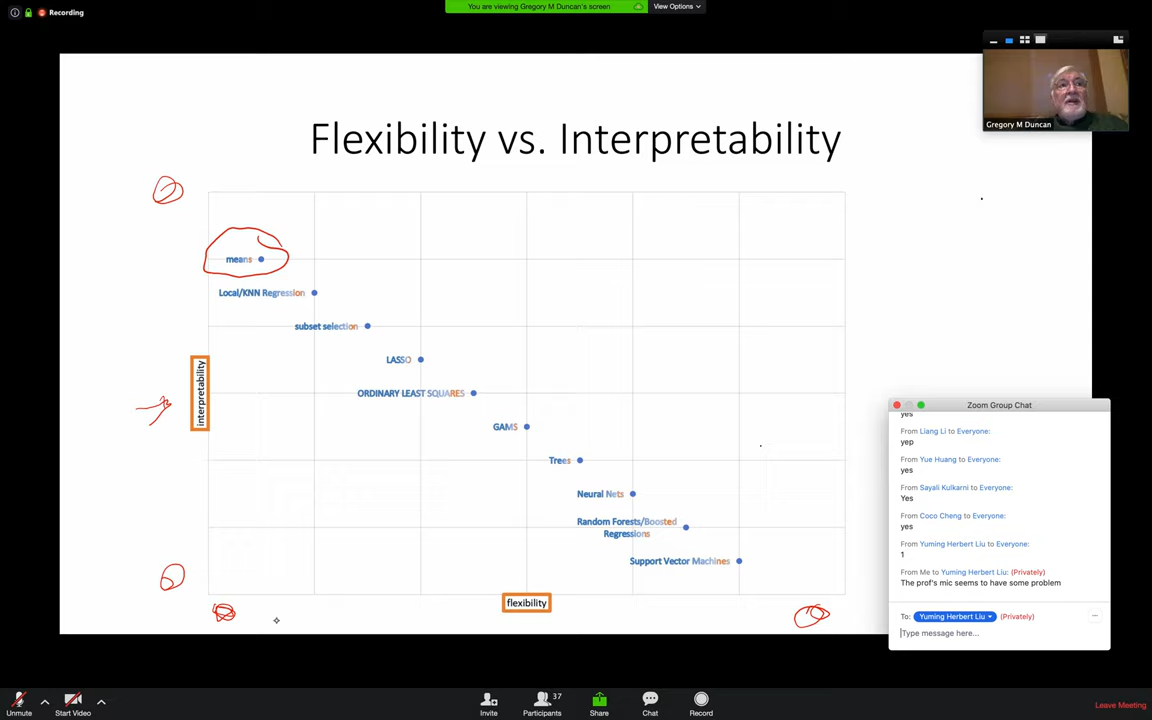 Recording
You are viewing Gregory M Duncan's screen
View Options
Gregory M Duncan
Flexibility vs. Interpretability
means
Local/KNN Regression
subset selection
LASSO
ORDINARY LEAST SQUARES
GAMS
Trees
Neural Nets
Random Forests/Boosted
Regressions
Support Vector Machines
interpretability
flexibility
Zoom Group Chat
yes
From Liang Li to Everyone:
yep
From Yue Huang to Everyone:
yes
From Sayali Kulkarni to Everyone:
Yes
From Coco Cheng to Everyone:
yes
From Yuming Herbert Liu to Everyone:
1
From Me to Yuming Herbert Liu: (Privately)
The prof's mic seems to have some problem
To: Yuming Herbert Liu (Privately)
Type message here...
Unmute
Start Video
Invite
Participants 37
Share
Chat
Record
Leave Meeting